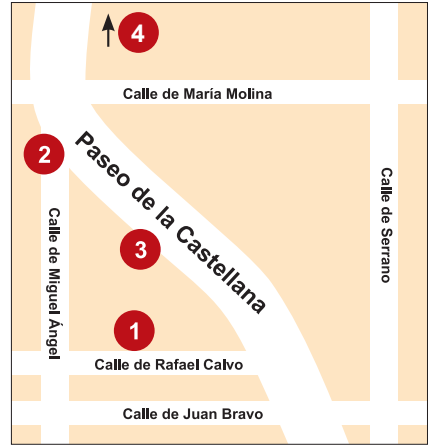 4
Calle de María Molina
2
Paseo de la Castellana
Calle de Serrano
Calle de Miguel Ángel
3
1
Calle de Rafael Calvo
Calle de Juan Bravo